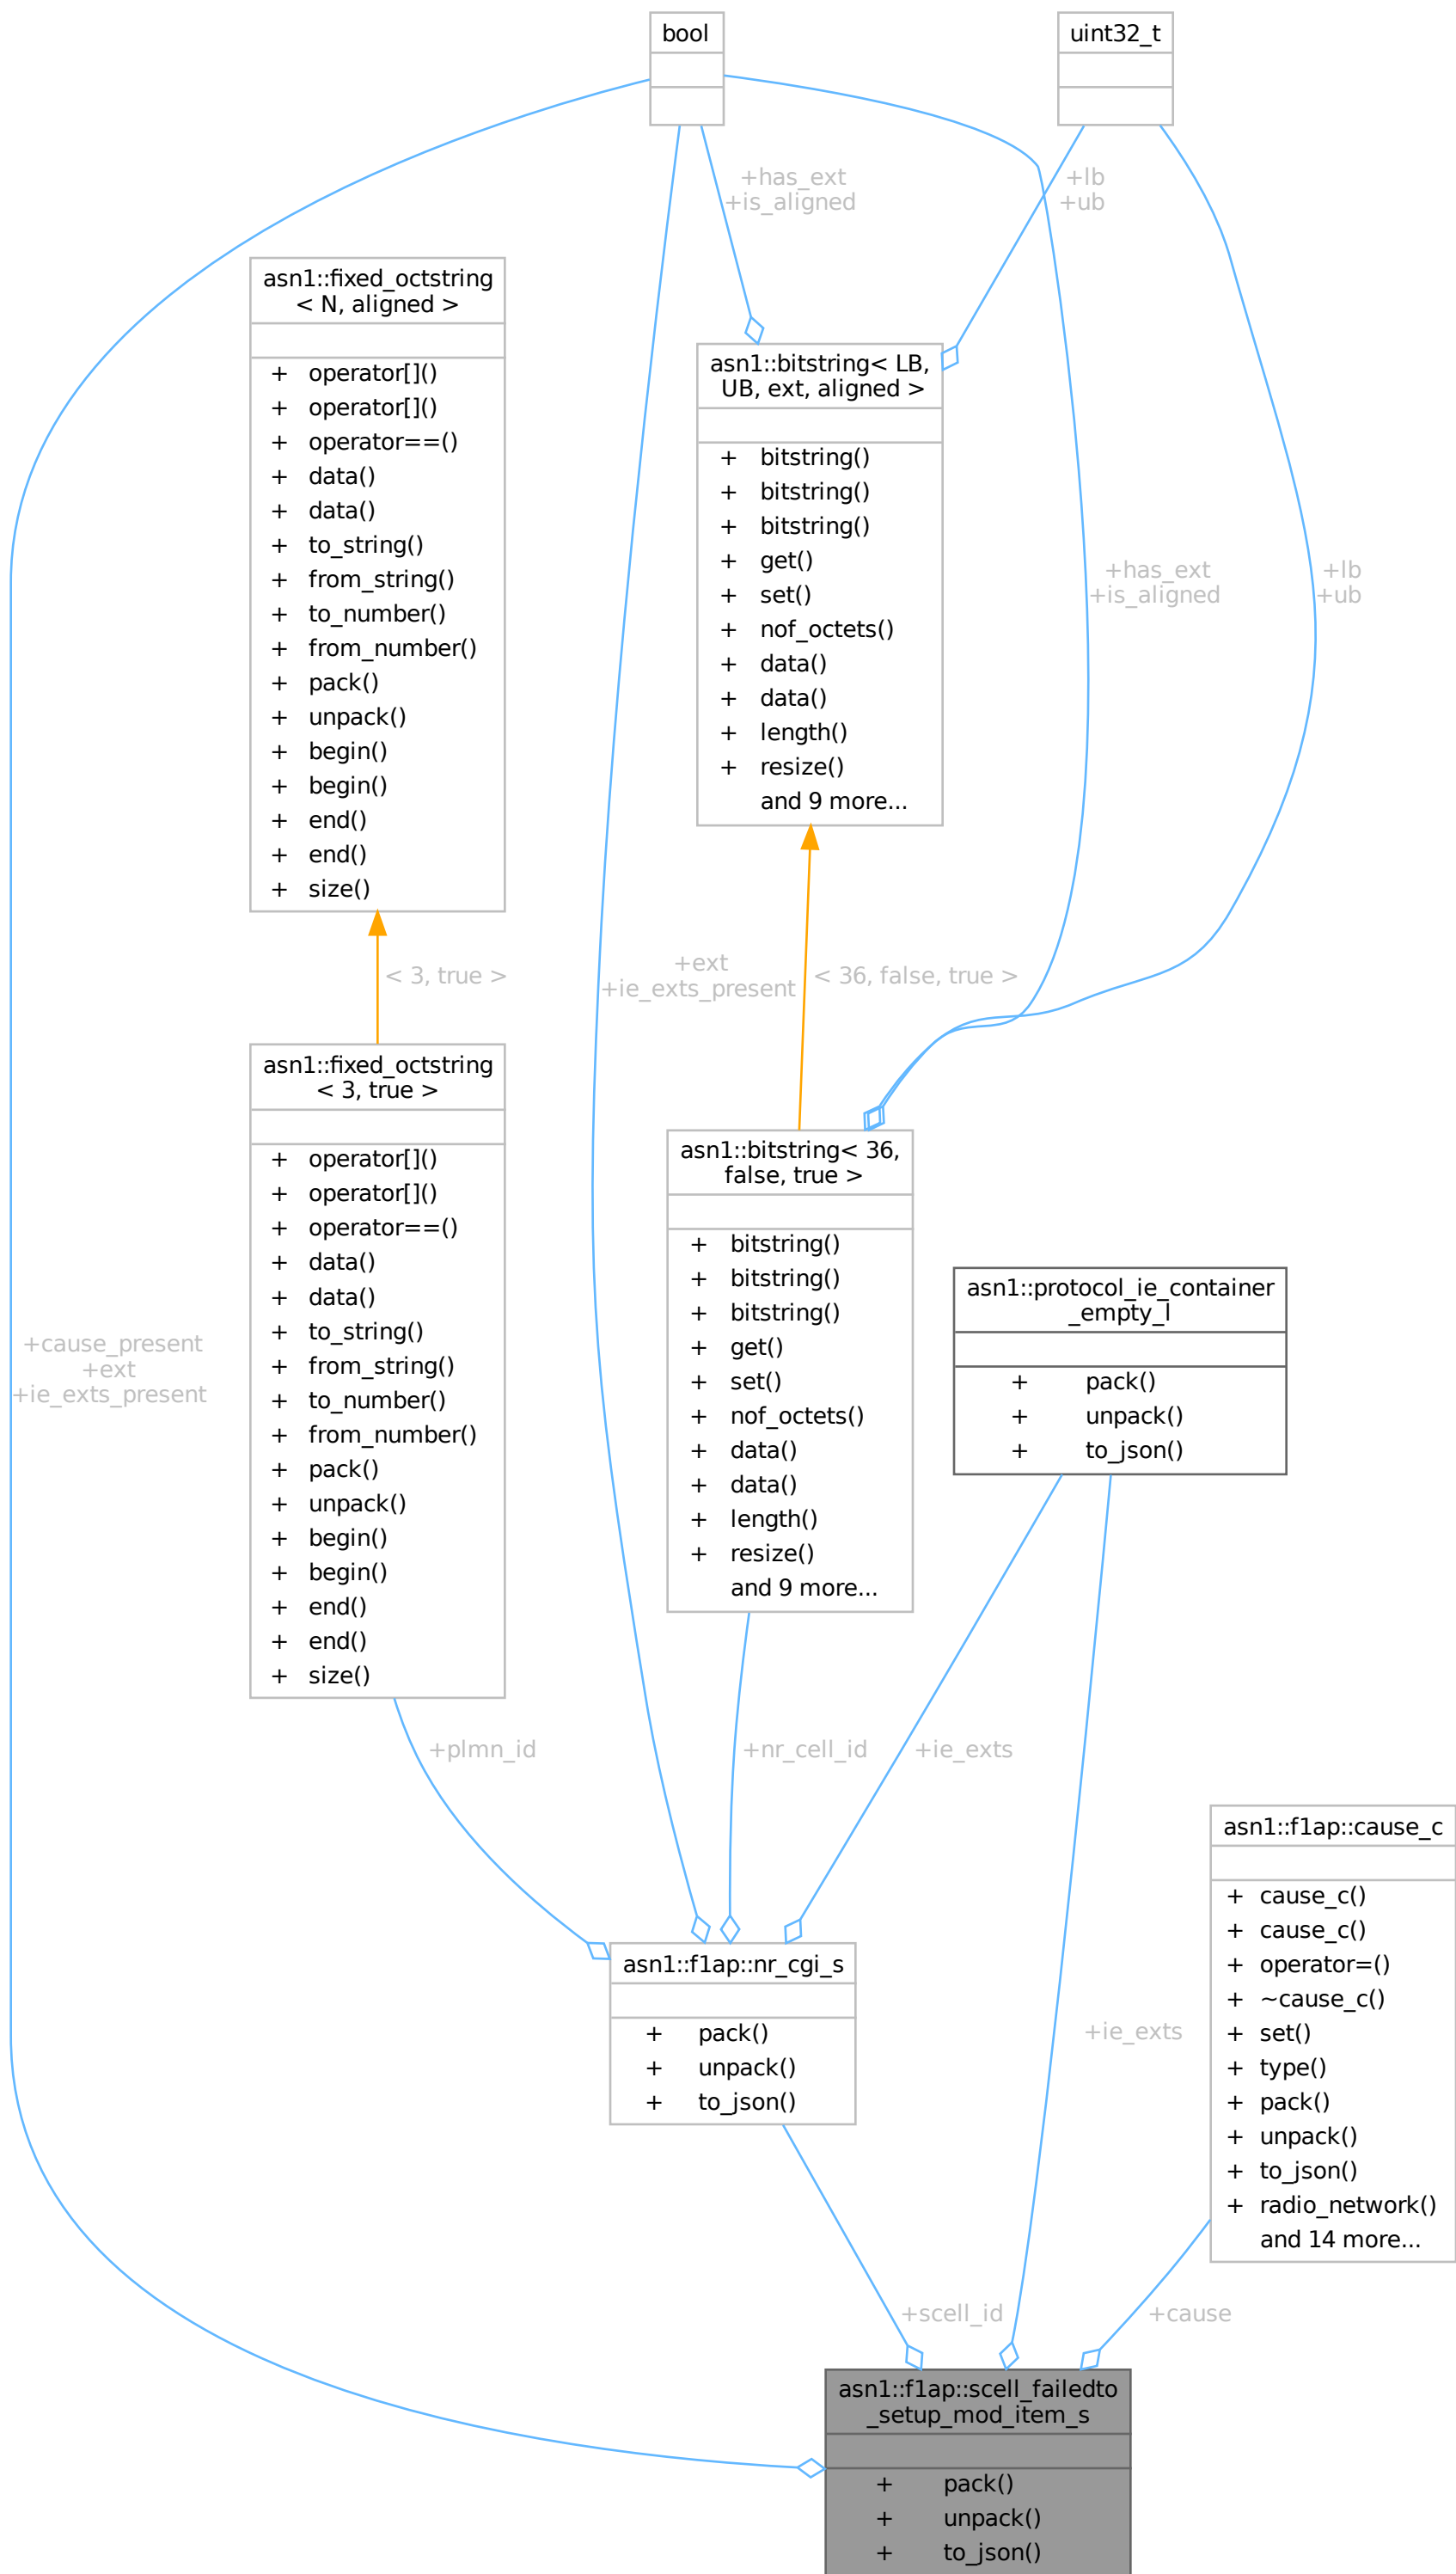 bool
uint32_t
+has_ext
+is_aligned
+lb
+ub
asn1::fixed_octstring
< N, aligned >
+ operator[]()
+ operator[]()
+ operator==()
+ data()
+ data()
+ to_string()
+ from_string()
+ to_number()
+ from_number()
+ pack()
+ unpack()
+ begin()
+ begin()
+ end()
+ end()
+ size()
asn1::bitstring< LB,
UB, ext, aligned >
+ bitstring()
+ bitstring()
+ bitstring()
+ get()
+ set()
+ nof_octets()
+ data()
+ data()
+ length()
+ resize()
and 9 more...
+has_ext
+is_aligned
+lb
+ub
< 3, true >
+ext
+ie_exts_present
< 36, false, true >
asn1::fixed_octstring
< 3, true >
+ operator[]()
+ operator[]()
+ operator==()
+ data()
+ data()
+ to_string()
+ from_string()
+ to_number()
+ from_number()
+ pack()
+ unpack()
+ begin()
+ begin()
+ end()
+ end()
+ size()
asn1::bitstring< 36,
false, true >
+ bitstring()
+ bitstring()
+ bitstring()
+ get()
+ set()
+ nof_octets()
+ data()
+ data()
+ length()
+ resize()
and 9 more...
asn1::protocol_ie_container
_empty_l
+ pack()
+ unpack()
+ to_json()
+cause_present
+ext
+ie_exts_present
+plmn_id
+nr_cell_id
+ie_exts
asn1::f1ap::cause_c
+ cause_c()
+ cause_c()
+ operator=()
+ ~cause_c()
+ set()
+ type()
+ pack()
+ unpack()
+ to_json()
+ radio_network()
and 14 more...
asn1::f1ap::nr_cgi_s
+ pack()
+ unpack()
+ to_json()
+ie_exts
+scell_id
+cause
asn1::f1ap::scell_failedto
_setup_mod_item_s
+ pack()
+ unpack()
+ to_json()